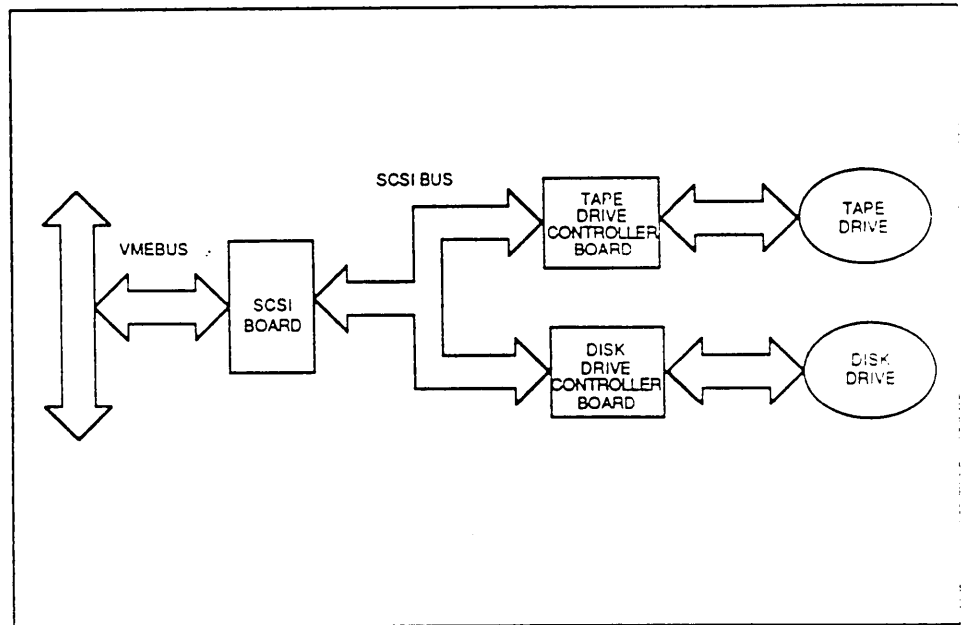 SCSI BUS
VMEBUS
SCSI
BOARD
TAPE
DRIVE
CONTROLLER
BOARD
TAPE
DRIVE
DISK
DRIVE
CONTROLLER
BOARD
DISK
DRIVE